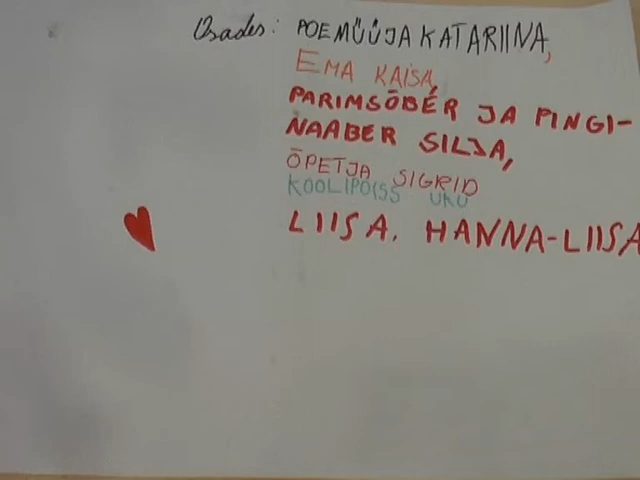 Osades: POEMÜÜJA KATARIINA,
EMA KAISA,
PARIMSÕBER JA PINGI-
NAABER SILJA,
ÕPETJA SIGRID
KOOLIPOISS UKU
LIISA. HANNA-LIISA